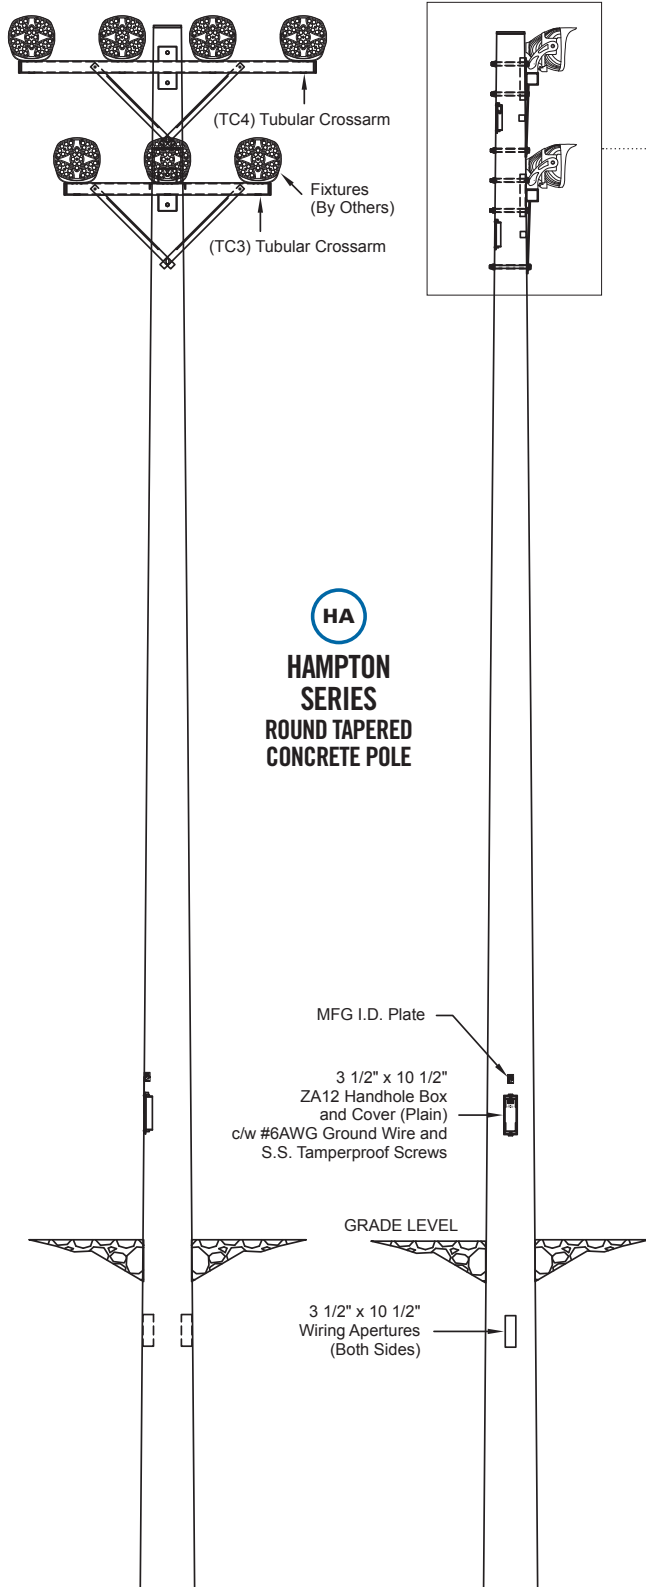 (TC4) Tubular Crossarm
Fixtures
(By Others)
(TC3) Tubular Crossarm
HA
HAMPTON
SERIES
ROUND TAPERED
CONCRETE POLE
MFG I.D. Plate
3 1/2" x 10 1/2"
ZA12 Handhole Box
and Cover (Plain)
c/w #6AWG Ground Wire and
S.S. Tamperproof Screws
GRADE LEVEL
3 1/2" x 10 1/2"
Wiring Apertures
(Both Sides)